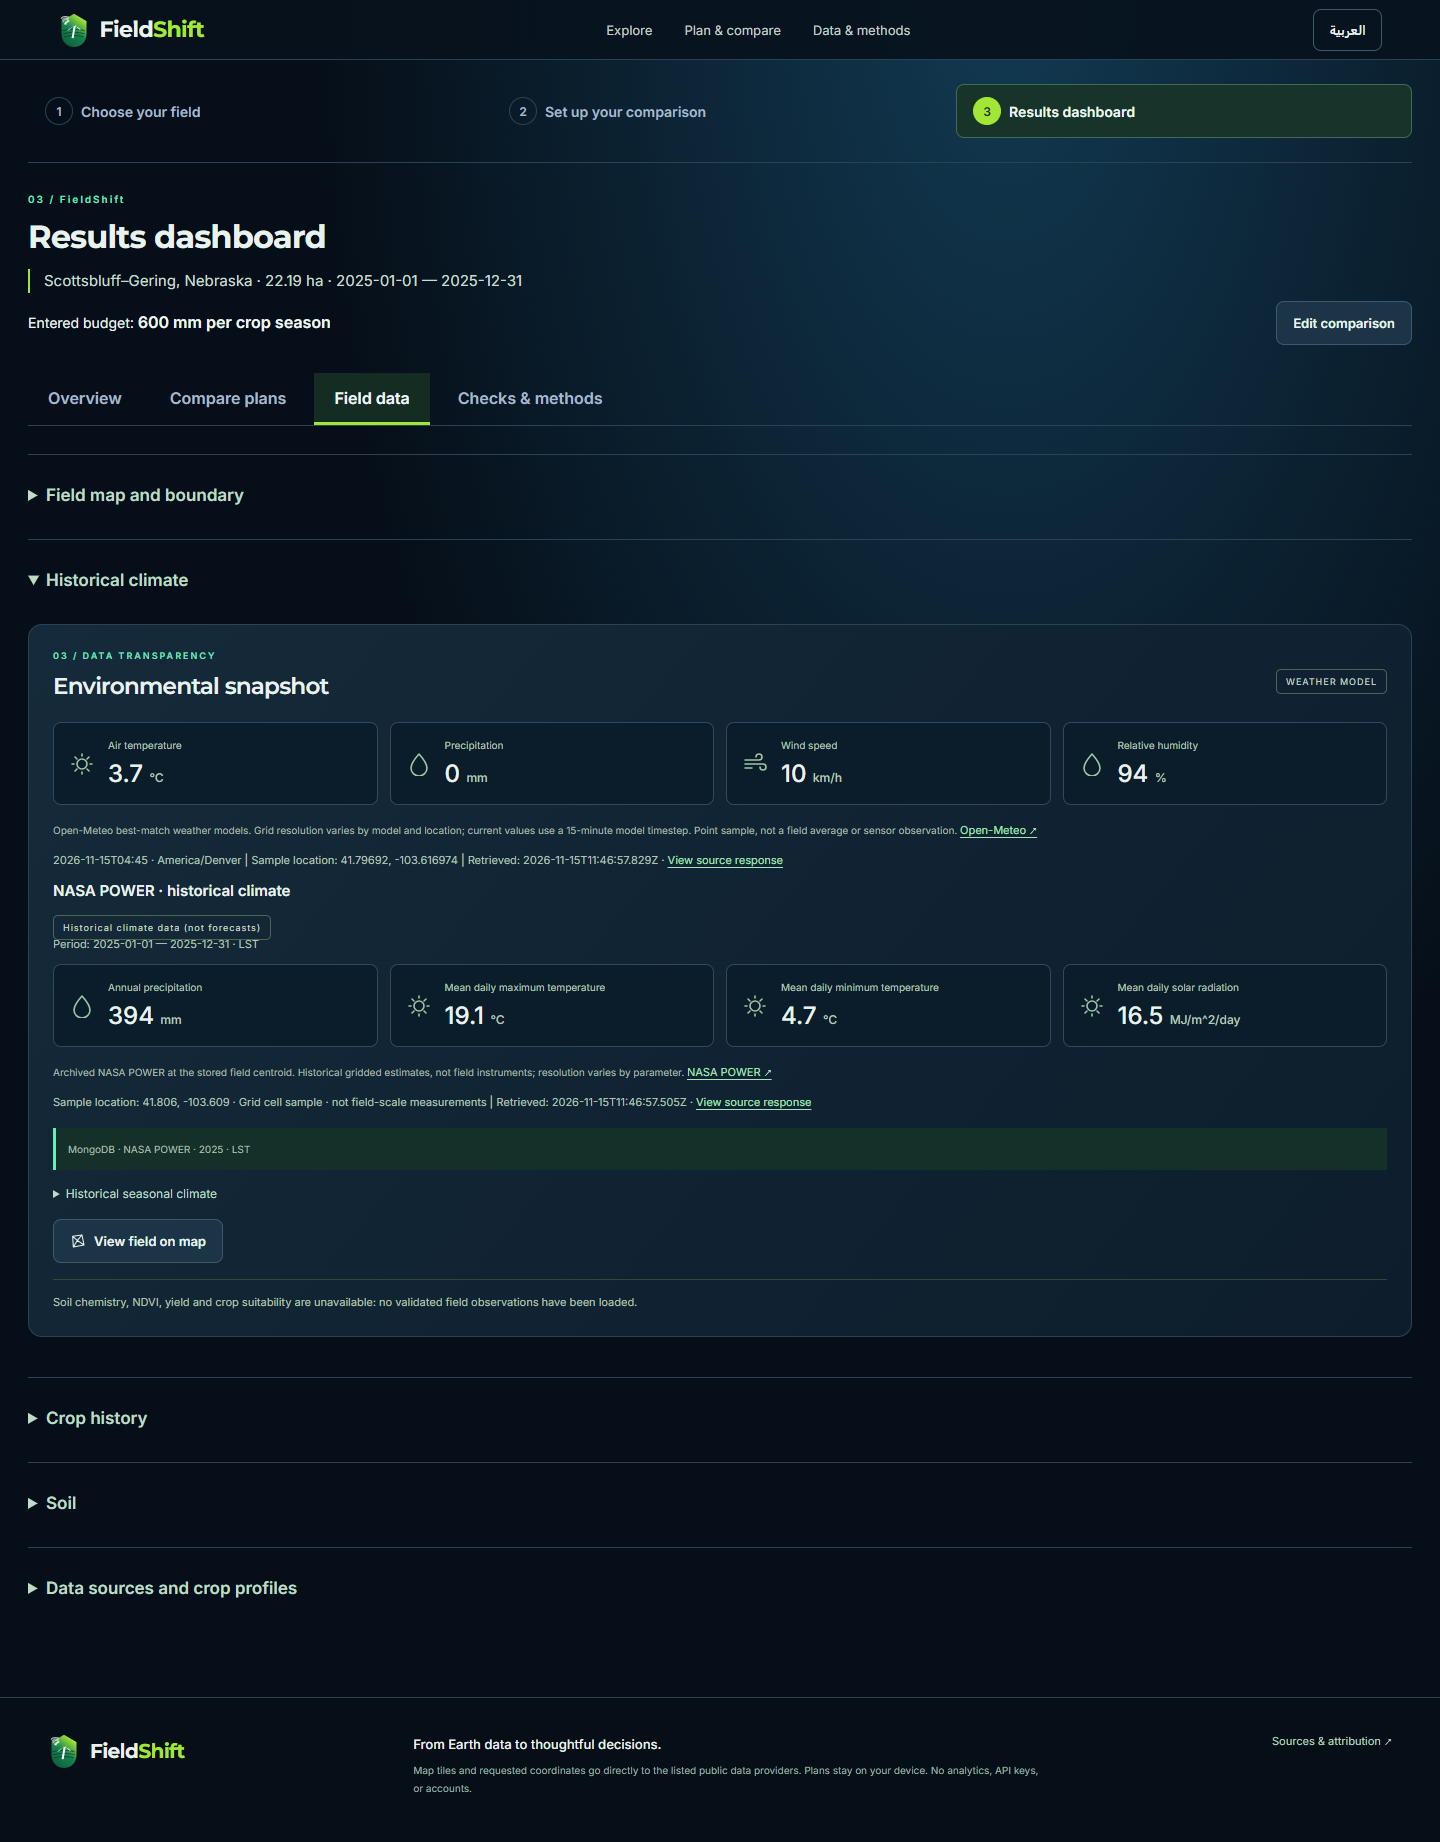 FieldShift
Explore
Plan & compare
Data & methods
العربية
1 Choose your field
2 Set up your comparison
3 Results dashboard
03 / FieldShift
Results dashboard
Scottsbluff–Gering, Nebraska · 22.19 ha · 2025-01-01 — 2025-12-31
Entered budget: 600 mm per crop season
Edit comparison
Overview
Compare plans
Field data
Checks & methods
Field map and boundary
Historical climate
03 / DATA TRANSPARENCY
Environmental snapshot
WEATHER MODEL
Air temperature
3.7 °C
Precipitation
0 mm
Wind speed
10 km/h
Relative humidity
94 %
Open-Meteo best-match weather models. Grid resolution varies by model and location; current values use a 15-minute model timestep. Point sample, not a field average or sensor observation. Open-Meteo ↗
2026-11-15T04:45 · America/Denver | Sample location: 41.79692, -103.616974 | Retrieved: 2026-11-15T11:46:57.829Z · View source response
NASA POWER · historical climate
Historical climate data (not forecasts)
Period: 2025-01-01 — 2025-12-31 · LST
Annual precipitation
394 mm
Mean daily maximum temperature
19.1 °C
Mean daily minimum temperature
4.7 °C
Mean daily solar radiation
16.5 MJ/m^2/day
Archived NASA POWER at the stored field centroid. Historical gridded estimates, not field instruments; resolution varies by parameter. NASA POWER ↗
Sample location: 41.806, -103.609 · Grid cell sample · not field-scale measurements | Retrieved: 2026-11-15T11:46:57.505Z · View source response
MongoDB · NASA POWER · 2025 · LST
Historical seasonal climate
View field on map
Soil chemistry, NDVI, yield and crop suitability are unavailable: no validated field observations have been loaded.
Crop history
Soil
Data sources and crop profiles
FieldShift
From Earth data to thoughtful decisions.
Map tiles and requested coordinates go directly to the listed public data providers. Plans stay on your device. No analytics, API keys,
or accounts.
Sources & attribution ↗